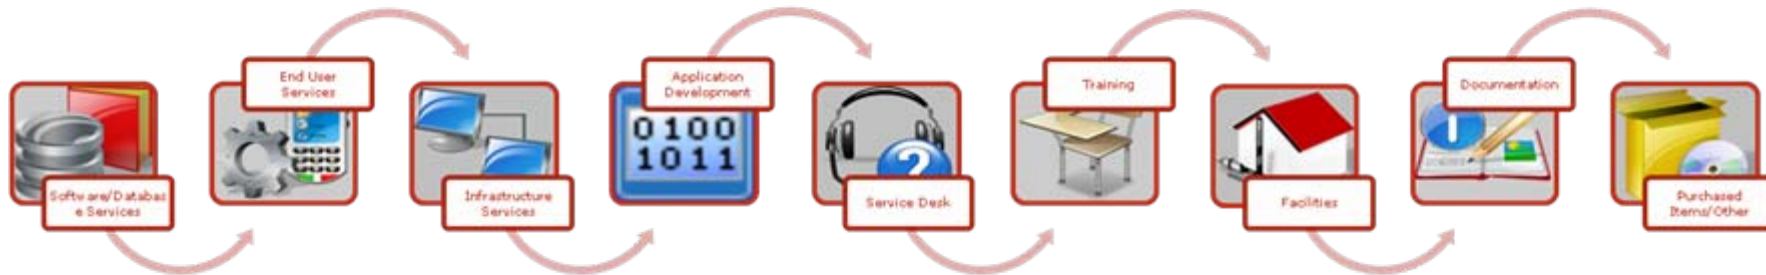 Software/Databas
e Services
End User
Services
Infrastructure
Services
Application
Development
0100
1011
?
Service Desk
Training
Facilities
Documentation
Purchased
Items/Other